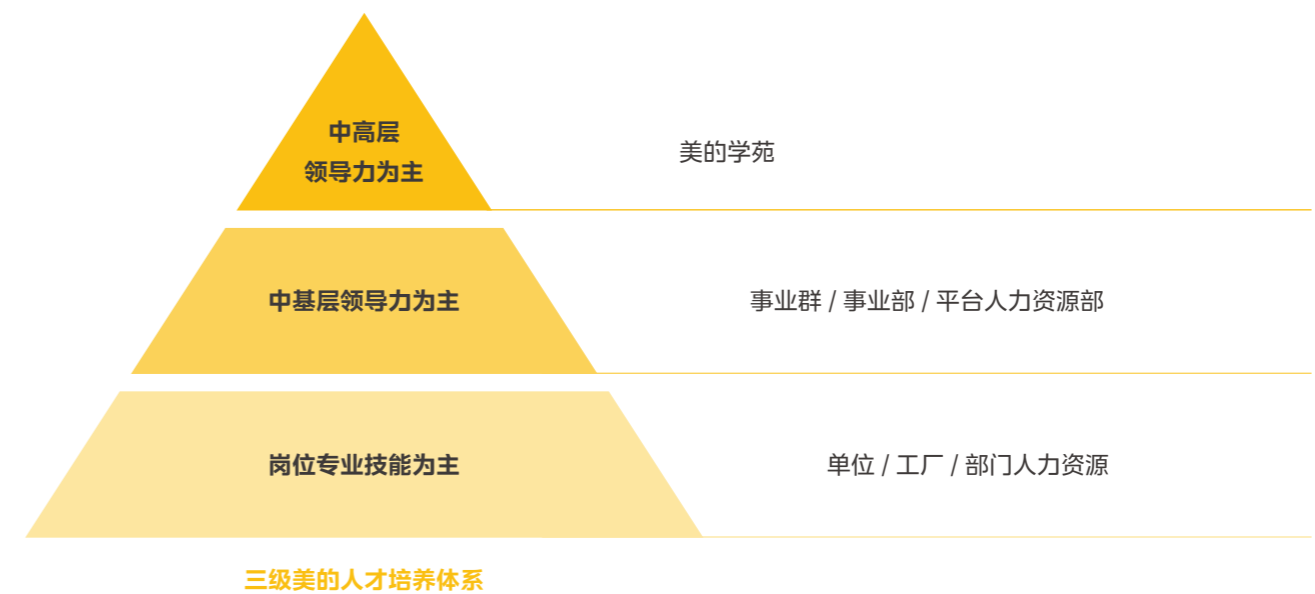 中高层
领导力为主
美的学苑
中基层领导力为主
事业群 / 事业部 / 平台人力资源部
岗位专业技能为主
单位 / 工厂 / 部门人力资源
三级美的人才培养体系